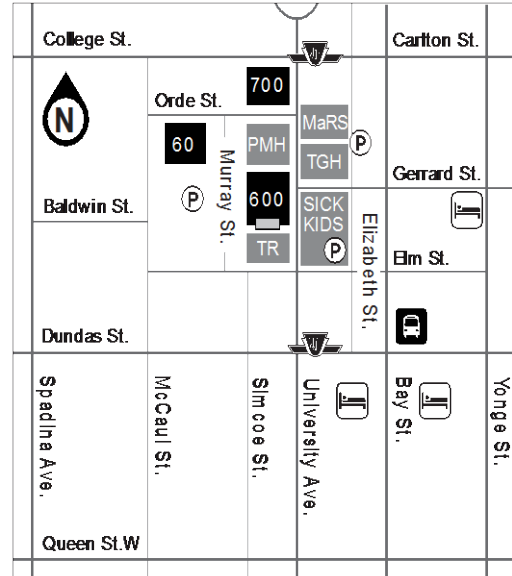 College St.
Carlton St.
700
Orde St.
N
MaRS
60
PMH
P
TGH
Murray St.
Gerrard St.
P
600
SICK
KIDS
Baldwin St.
Elizabeth St.
TR
P
Elm St.
Dundas St.
Spadina Ave.
McCaul St.
Simcoe St.
University Ave.
Bay St.
Yonge St.
Queen St.W